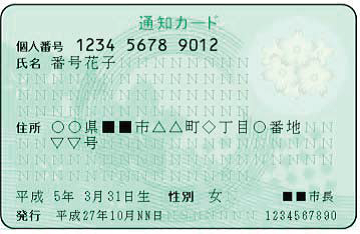 通知カード
個人番号 1234 5678 9012
氏名 番号花子
住所 ○○県■■市△△町◇丁目○番地
▽▽号
平成 5年 3月31日生 性別 女 ■■市長
発行 平成27年10月NN日 1234567890